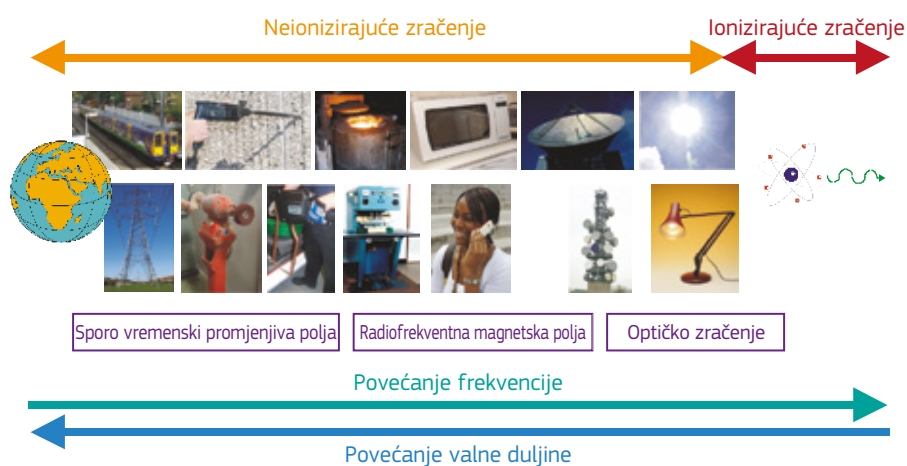 Neionizirajuće zračenje
Ionizirajuće zračenje
Sporo vremenski promjenjiva polja
Radiofrekventna magnetska polja
Optičko zračenje
Povećanje frekvencije
Povećanje valne duljine